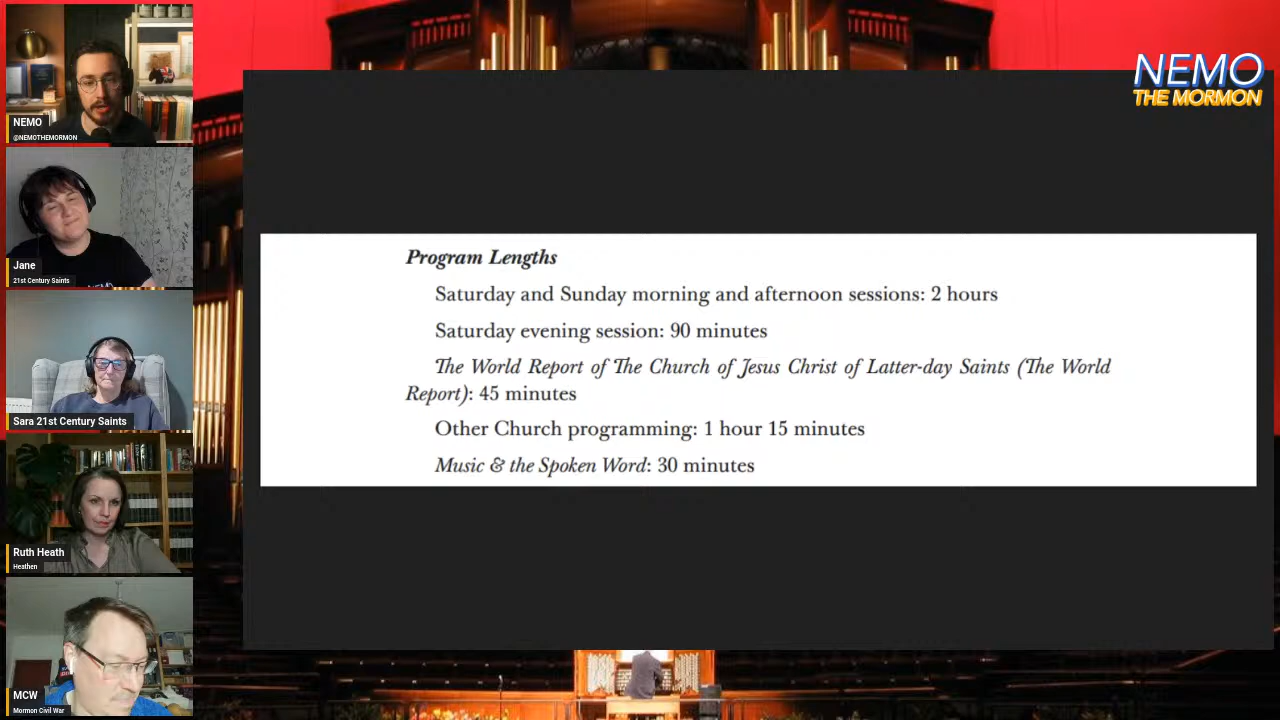 NEMO
@NEMOTHEMORMON
Jane
21st Century Saints
Sara 21st Century Saints
Ruth Heath
Heathen
MCW
Mormon Civil War
NEMO
THE MORMON
Program Lengths
Saturday and Sunday morning and afternoon sessions: 2 hours
Saturday evening session: 90 minutes
The World Report of The Church of Jesus Christ of Latter-day Saints (The World
Report): 45 minutes
Other Church programming: 1 hour 15 minutes
Music & the Spoken Word: 30 minutes